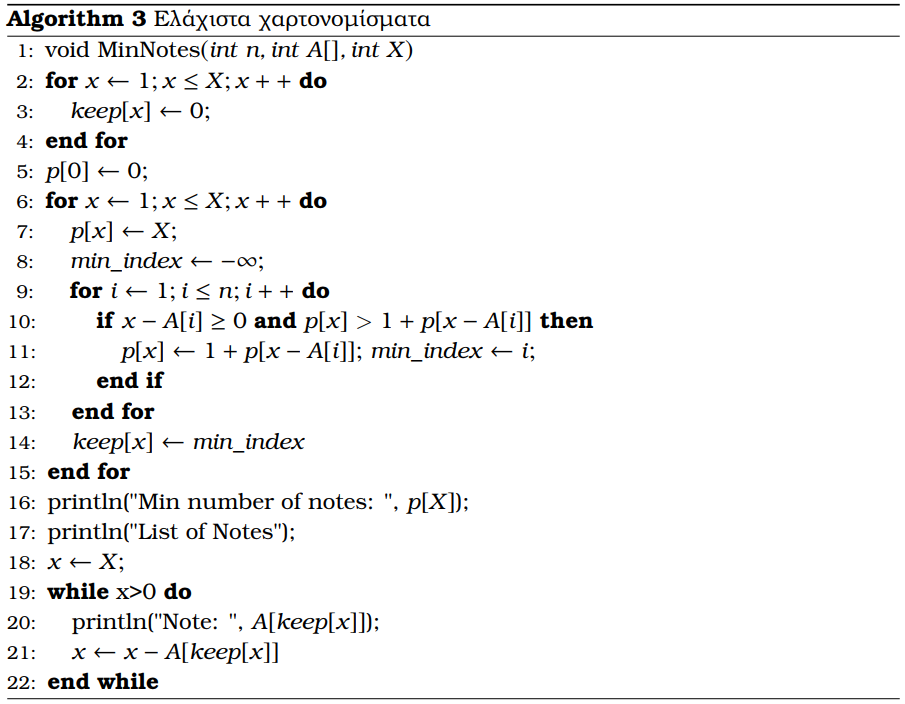 Algorithm 3 Ελάχιστα χαρτονομίσματα
1: void MinNotes(int n, int A[], int X)
2: for x ← 1; x ≤ X; x + + do
3: keep[x] ← 0;
4: end for
5: p[0] ← 0;
6: for x ← 1; x ≤ X; x + + do
7: p[x] ← X;
8: min_index ← −∞;
9: for i ← 1; i ≤ n; i + + do
10: if x − A[i] ≥ 0 and p[x] > 1 + p[x − A[i]] then
11: p[x] ← 1 + p[x − A[i]]; min_index ← i;
12: end if
13: end for
14: keep[x] ← min_index
15: end for
16: println("Min number of notes: ", p[X]);
17: println("List of Notes");
18: x ← X;
19: while x>0 do
20: println("Note: ", A[keep[x]]);
21: x ← x − A[keep[x]]
22: end while